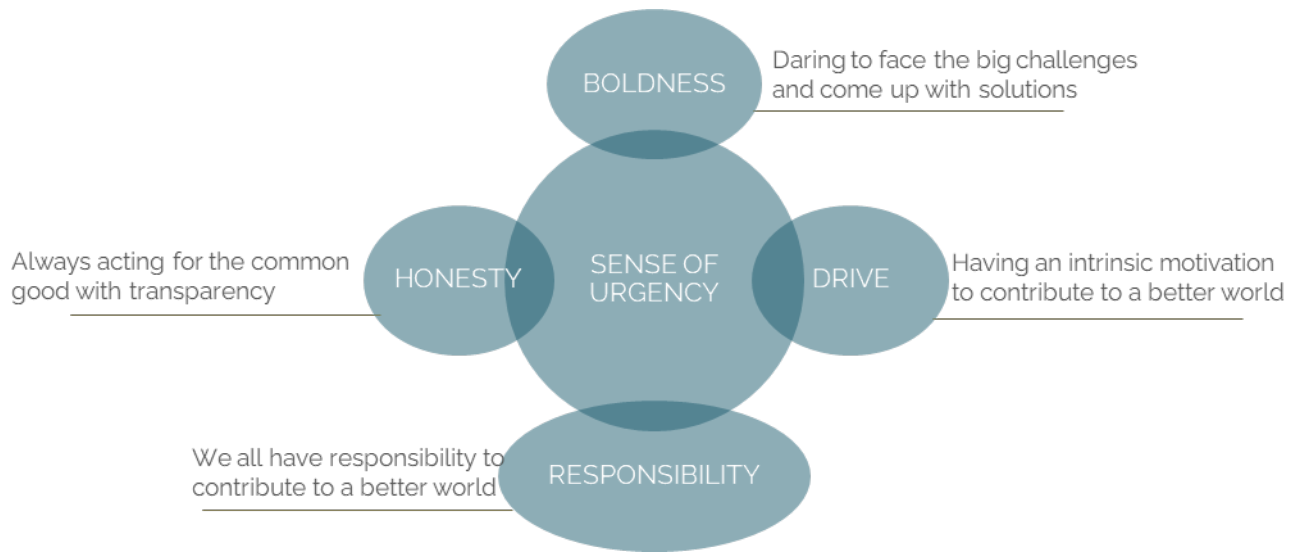 BOLDNESS
Daring to face the big challenges
and come up with solutions
Always acting for the common
good with transparency
HONESTY
SENSE OF
URGENCY
DRIVE
Having an intrinsic motivation
to contribute to a better world
We all have responsibility to
contribute to a better world
RESPONSIBILITY